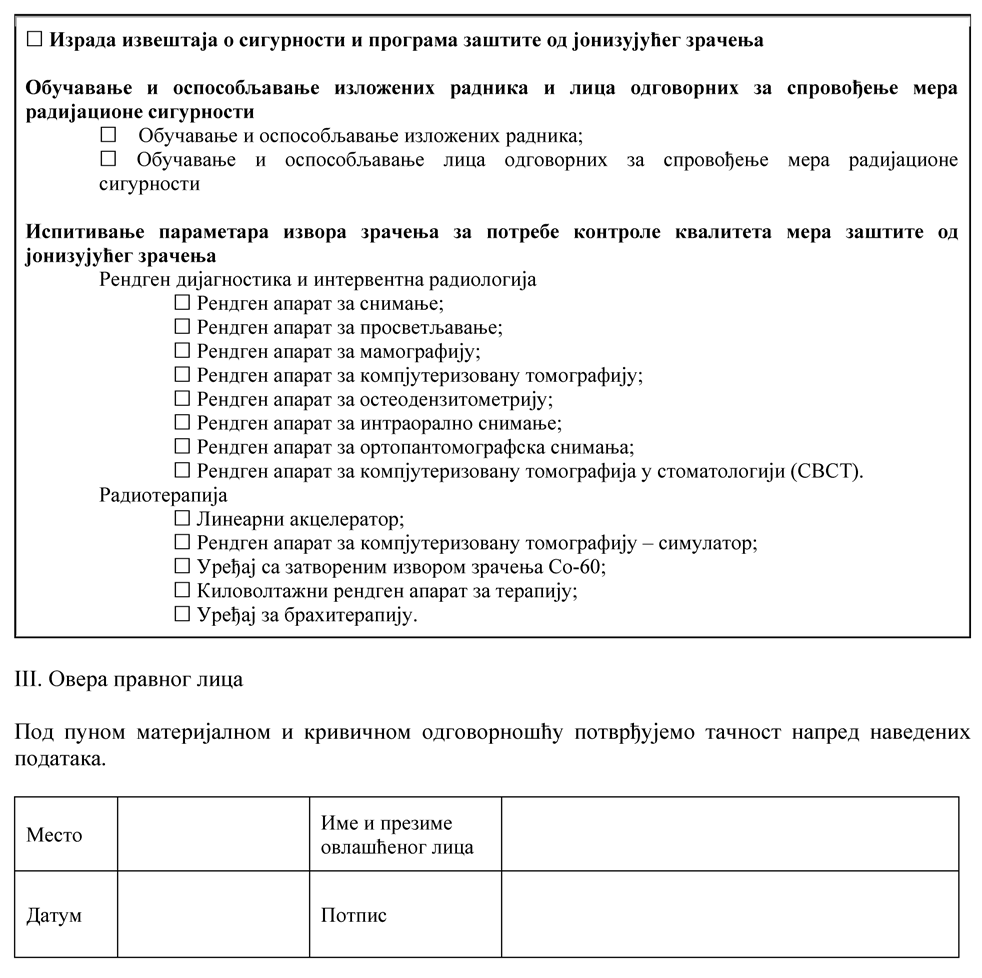 ☐ Израда извештаја о сигурности и програма заштите од јонизујућег зрачења
Обучавање и оспособљавање изложених радника и лица одговорних за спровођење мера
радијационе сигурности
☐ Обучавање и оспособљавање изложених радника;
☐ Обучавање и оспособљавање лица одговорних за спровођење мера радијационе
сигурности
Испитивање параметара извора зрачења за потребе контроле квалитета мера заштите од
јонизујућег зрачења
Рендген дијагностика и интервентна радиологија
☐ Рендген апарат за снимање;
☐ Рендген апарат за просветљавање;
☐ Рендген апарат за мамографију;
☐ Рендген апарат за компјутеризовану томографију;
☐ Рендген апарат за остеодензитометрију;
☐ Рендген апарат за интраорално снимање;
☐ Рендген апарат за ортопантомографска снимања;
☐ Рендген апарат за компјутеризовану томографија у стоматологији (СВСТ).
Радиотерапија
☐ Линеарни акцелератор;
☐ Рендген апарат за компјутеризовану томографију – симулатор;
☐ Уређај са затвореним извором зрачења Co-60;
☐ Киловолтажни рендген апарат за терапију;
☐ Уређај за брахитерапију.
III. Овера правног лица
Под пуном материјалном и кривичном одговорношћу потврђујемо тачност напред наведених
података.
Место
Име и презиме
овлашћеног лица
Датум
Потпис